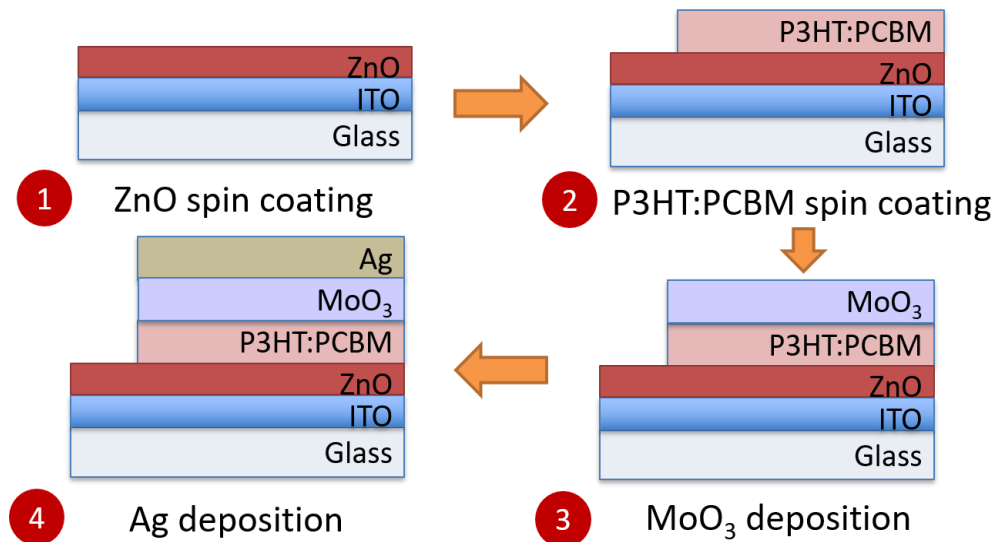 ZnO
ITO
Glass
1 ZnO spin coating
P3HT:PCBM
ZnO
ITO
Glass
2 P3HT:PCBM spin coating
MoO₃
P3HT:PCBM
ZnO
ITO
Glass
3 MoO₃ deposition
Ag
MoO₃
P3HT:PCBM
ZnO
ITO
Glass
4 Ag deposition